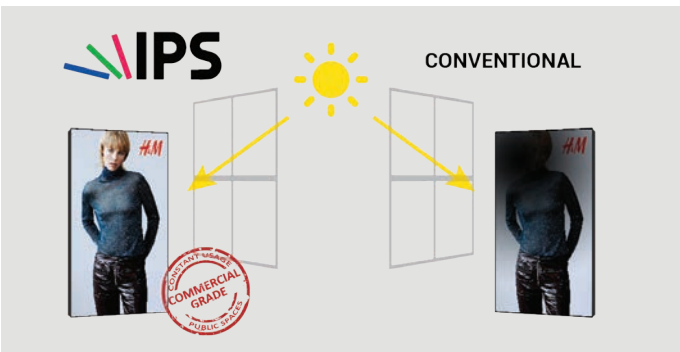 IPS
CONVENTIONAL
H&M
H&M
CONSTANT USAGE
COMMERCIAL
GRADE
PUBLIC SPACES